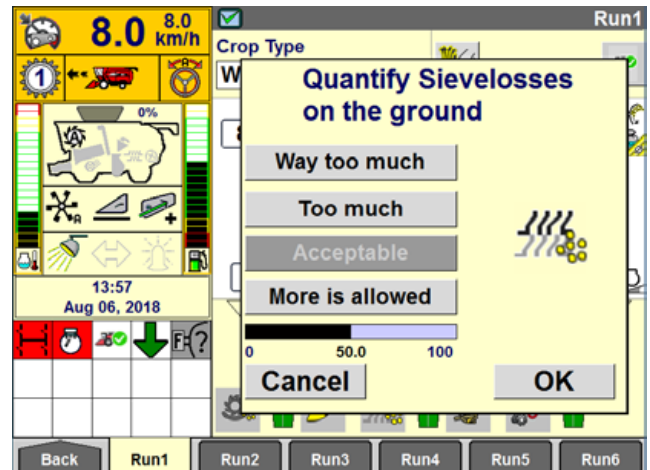 8.0
8.0
km/h
Run1
Crop Type
W
1
0%
A
A
13:57
Aug 06, 2018
F
?
Quantify Sievelosses
on the ground
Way too much
Too much
Acceptable
More is allowed
0 50.0 100
Cancel
OK
Back
Run1
Run2
Run3
Run4
Run5
Run6